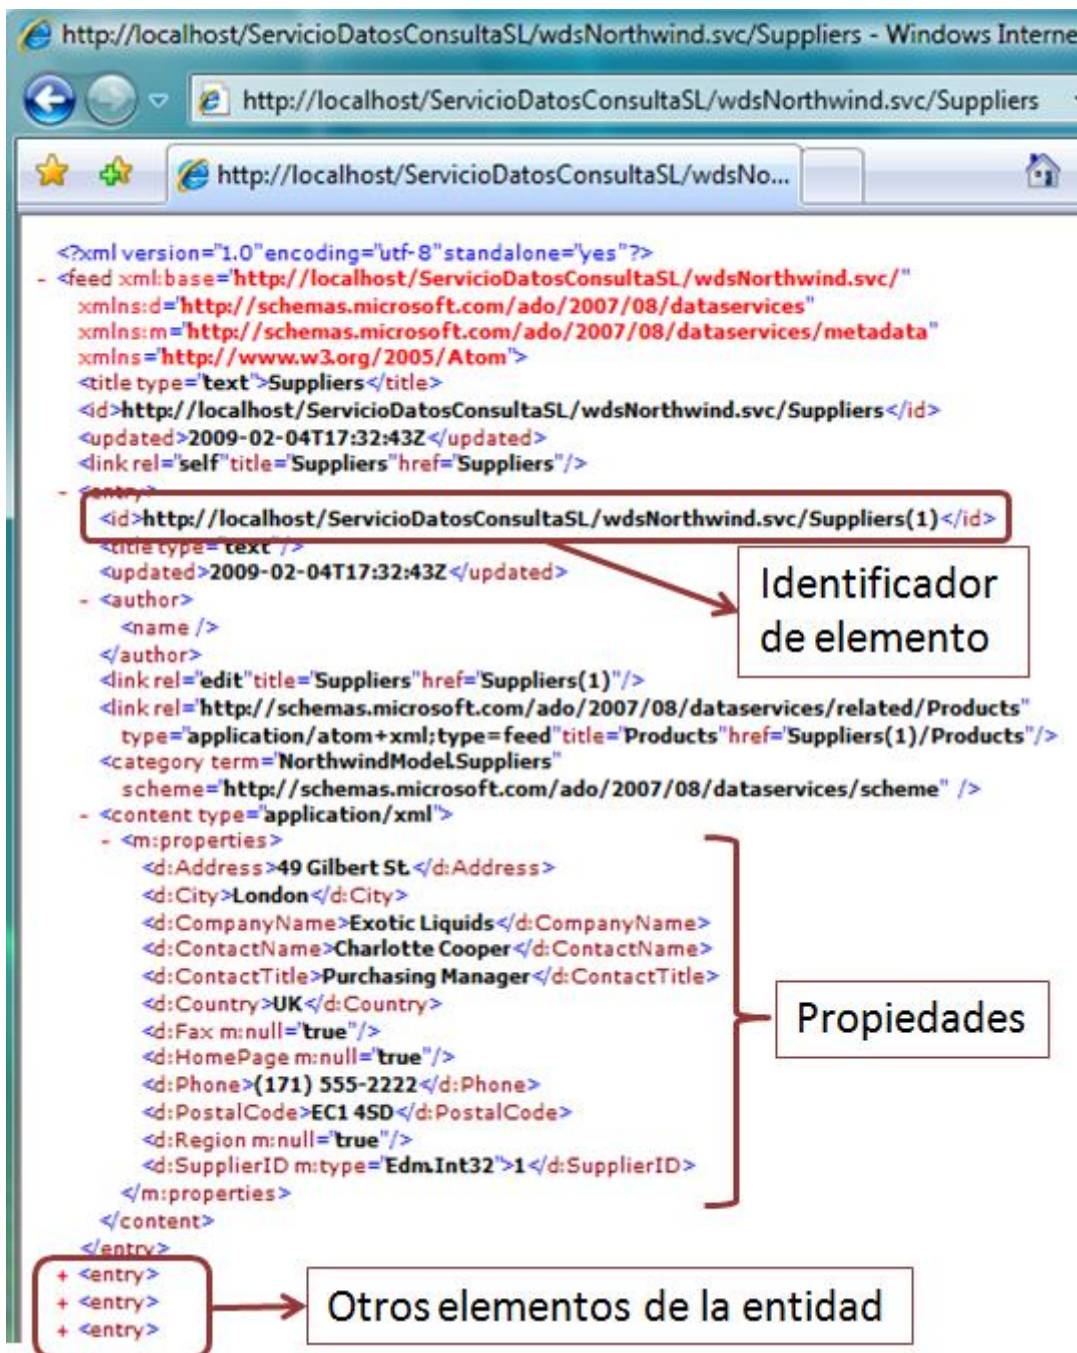 http://localhost/ServicioDatosConsultaSL/wdsNorthwind.svc/Suppliers - Windows Interne
http://localhost/ServicioDatosConsultaSL/wdsNorthwind.svc/Suppliers
http://localhost/ServicioDatosConsultaSL/wdsNo...
<?xml version="1.0" encoding="utf-8" standalone="yes"?>
- <feed xml:base="http://localhost/ServicioDatosConsultaSL/wdsNorthwind.svc/"
xmlns:d="http://schemas.microsoft.com/ado/2007/08/dataservices"
xmlns:m="http://schemas.microsoft.com/ado/2007/08/dataservices/metadata"
xmlns="http://www.w3.org/2005/Atom">
<title type="text">Suppliers</title>
<id>http://localhost/ServicioDatosConsultaSL/wdsNorthwind.svc/Suppliers</id>
<updated>2009-02-04T17:32:43Z</updated>
<link rel="self" title="Suppliers" href="Suppliers"/>
- <entry>
<id>http://localhost/ServicioDatosConsultaSL/wdsNorthwind.svc/Suppliers(1)</id>
<title type="text"/>
<updated>2009-02-04T17:32:43Z</updated>
Identificador
de elemento
- <author>
<name />
</author>
<link rel="edit" title="Suppliers" href="Suppliers(1)"/>
<link rel="http://schemas.microsoft.com/ado/2007/08/dataservices/related/Products"
type="application/atom+xml;type=feed" title="Products" href="Suppliers(1)/Products"/>
<category term="NorthwindModel.Suppliers"
scheme="http://schemas.microsoft.com/ado/2007/08/dataservices/scheme" />
- <content type="application/xml">
- <m:properties>
<d:Address>49 Gilbert St.</d:Address>
<d:City>London</d:City>
<d:CompanyName>Exotic Liquids</d:CompanyName>
<d:ContactName>Charlotte Cooper</d:ContactName>
<d:ContactTitle>Purchasing Manager</d:ContactTitle>
<d:Country>UK</d:Country>
<d:Fax m:null="true"/>
<d:HomePage m:null="true"/>
<d:Phone>(171) 555-2222</d:Phone>
<d:PostalCode>EC1 4SD</d:PostalCode>
<d:Region m:null="true"/>
<d:SupplierID m:type="Edm.Int32">1</d:SupplierID>
Propiedades
</m:properties>
</content>
</entry>
+ <entry>
+ <entry>
+ <entry>
Otros elementos de la entidad